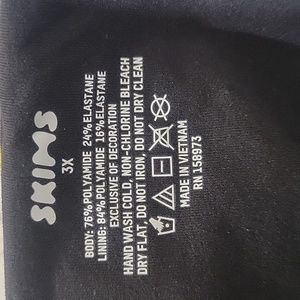 SKIMS
3X
BODY: 76% POLYAMIDE 24% ELASTANE
LINING: 84% POLYAMIDE 16% ELASTANE
EXCLUSIVE OF DECORATION
HAND WASH COLD, NON-CHLORINE BLEACH
DRY FLAT, DO NOT IRON, DO NOT DRY CLEAN
MADE IN VIETNAM
RN 158973